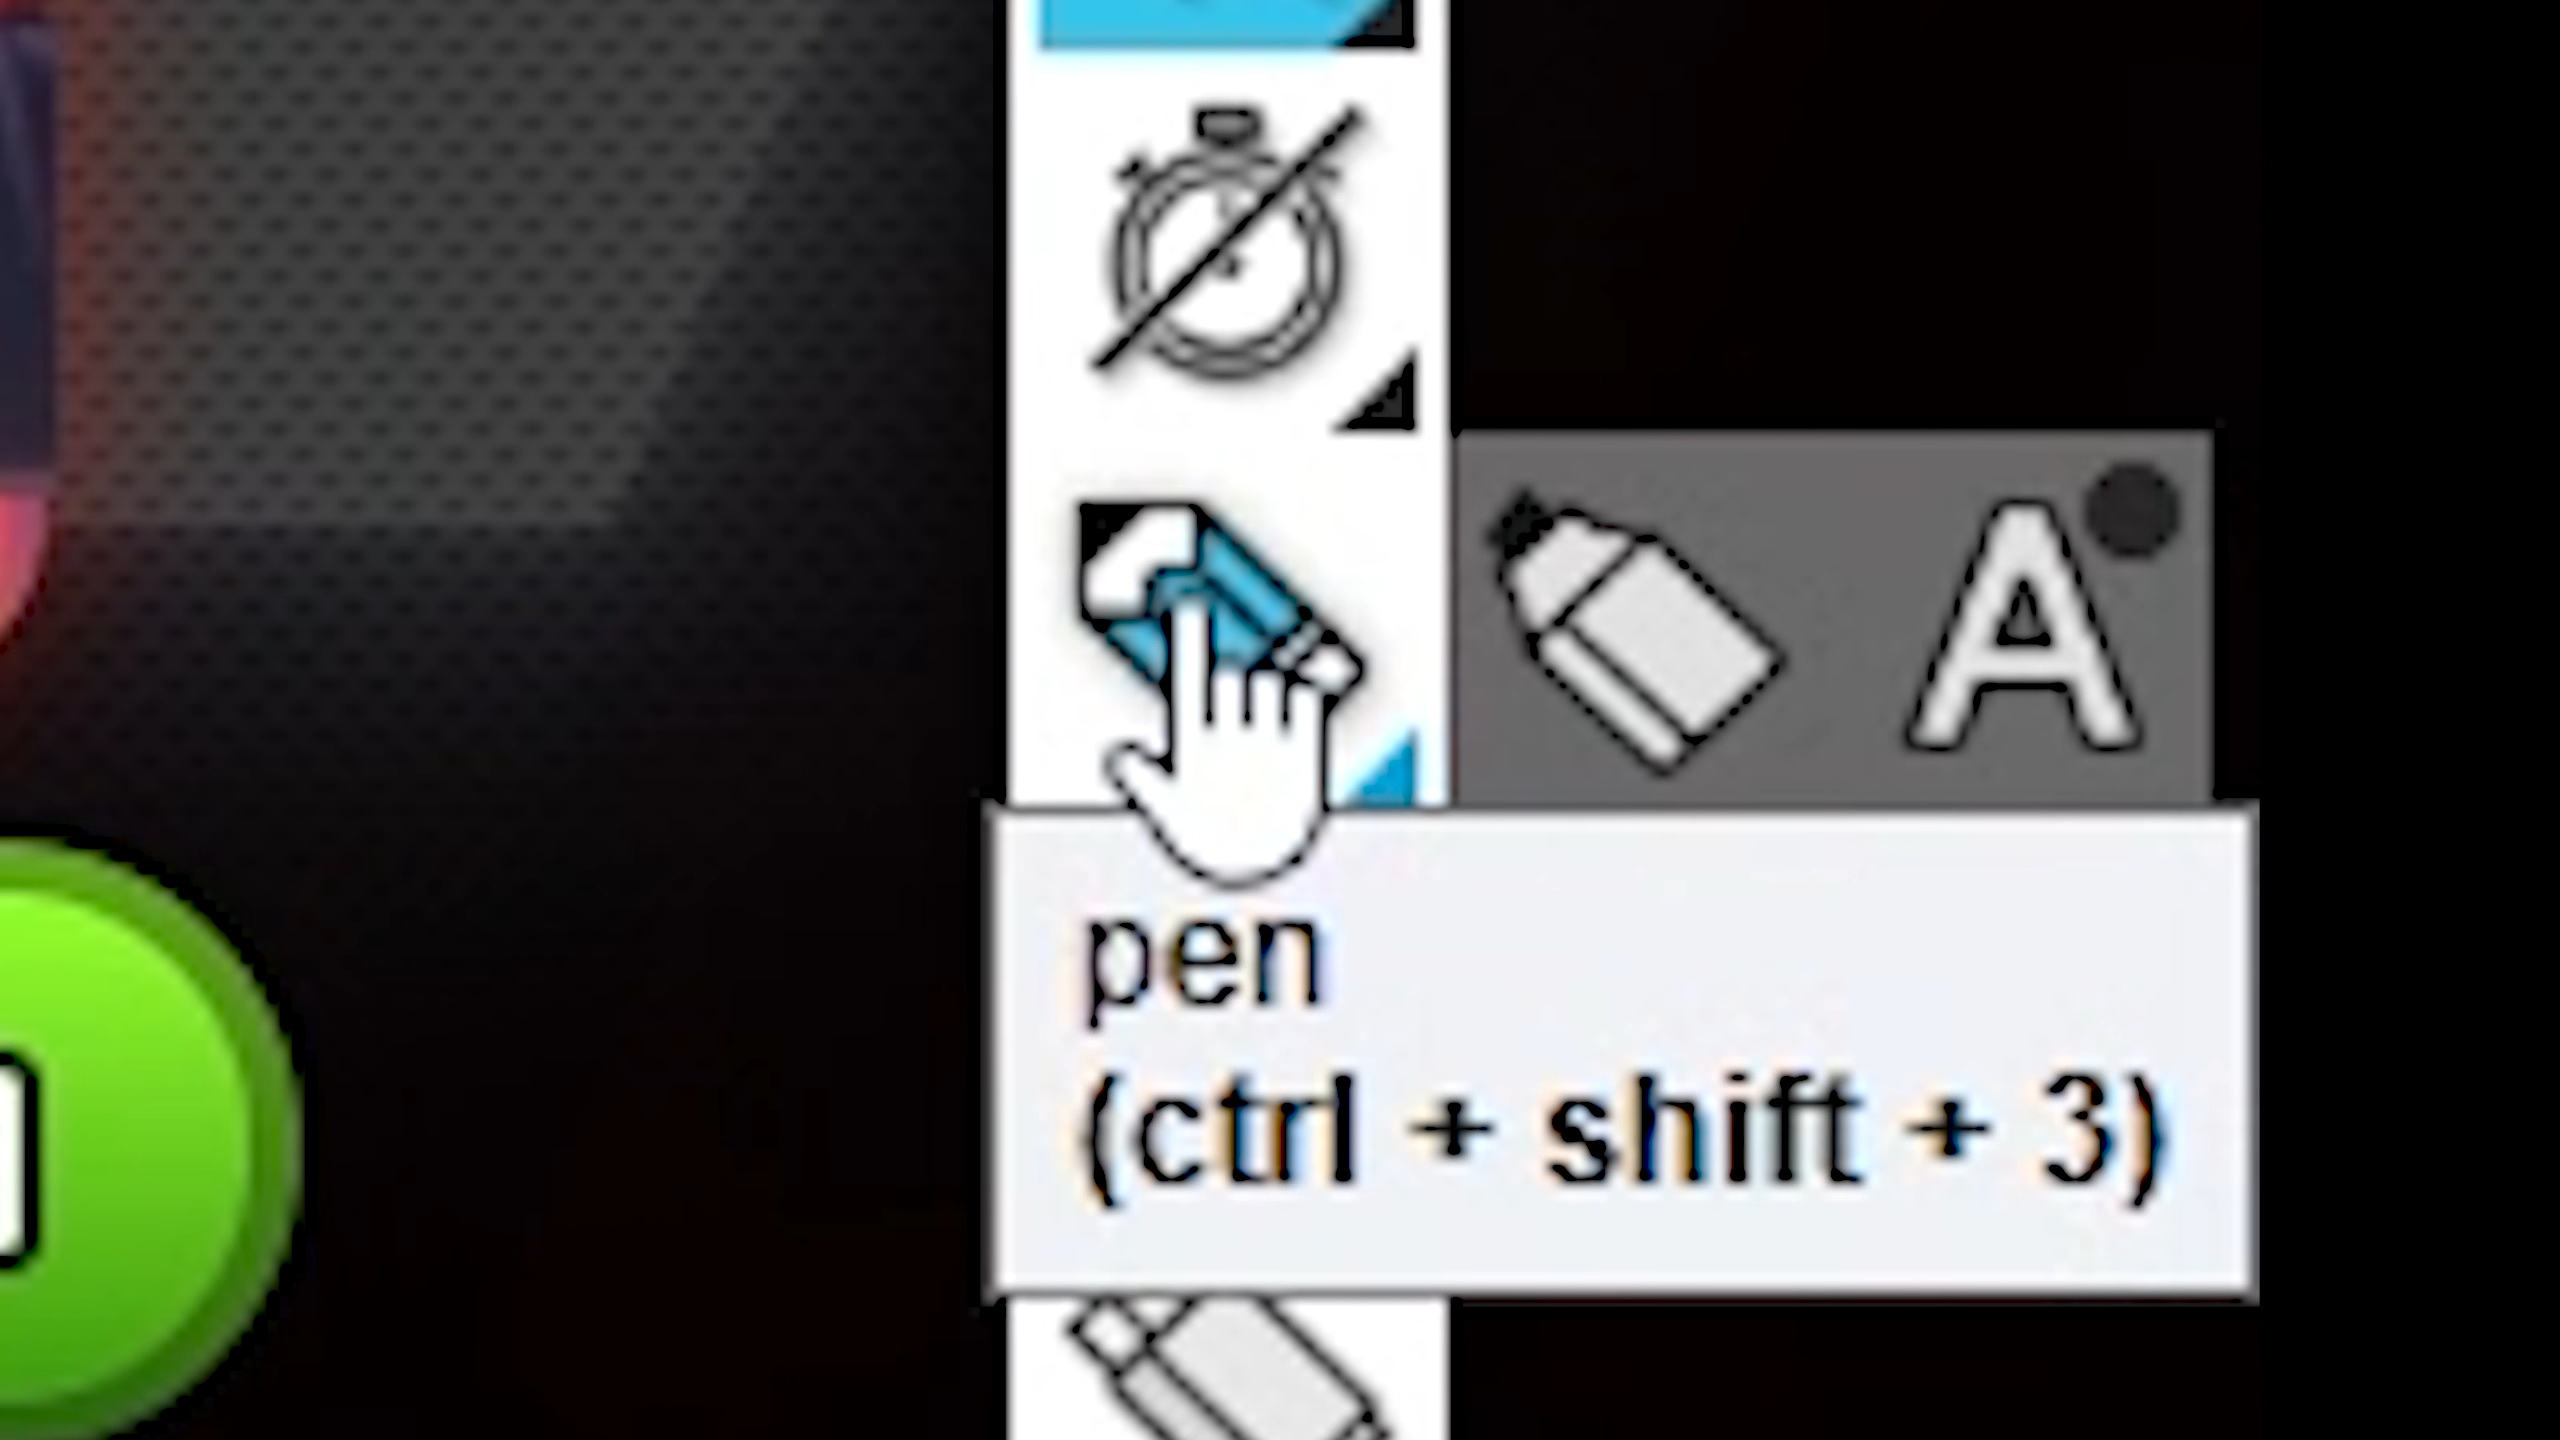 A
pen
(ctrl + shift + 3)